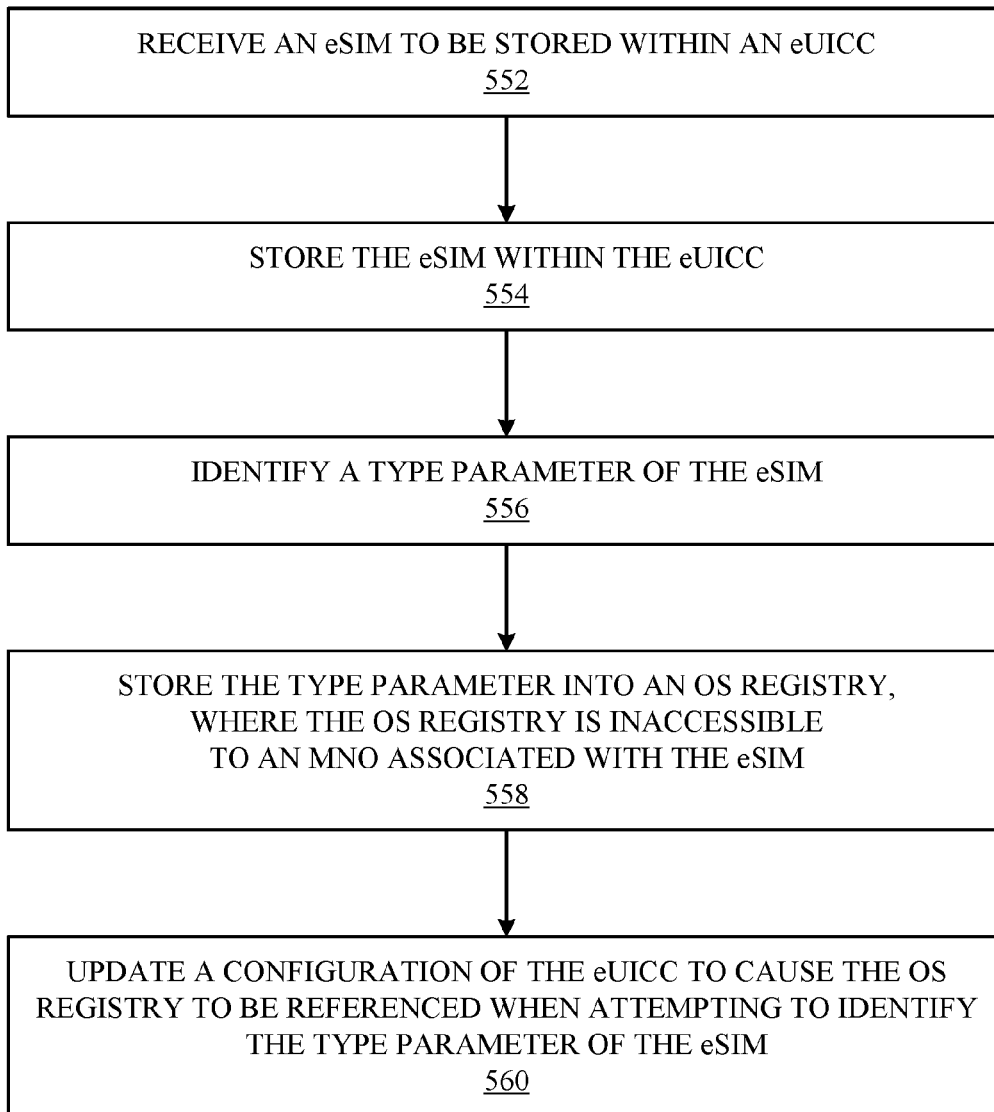 RECEIVE AN eSIM TO BE STORED WITHIN AN eUICC
552
STORE THE eSIM WITHIN THE eUICC
554
IDENTIFY A TYPE PARAMETER OF THE eSIM
556
STORE THE TYPE PARAMETER INTO AN OS REGISTRY,
WHERE THE OS REGISTRY IS INACCESSIBLE
TO AN MNO ASSOCIATED WITH THE eSIM
558
UPDATE A CONFIGURATION OF THE eUICC TO CAUSE THE OS
REGISTRY TO BE REFERENCED WHEN ATTEMPTING TO IDENTIFY
THE TYPE PARAMETER OF THE eSIM
560